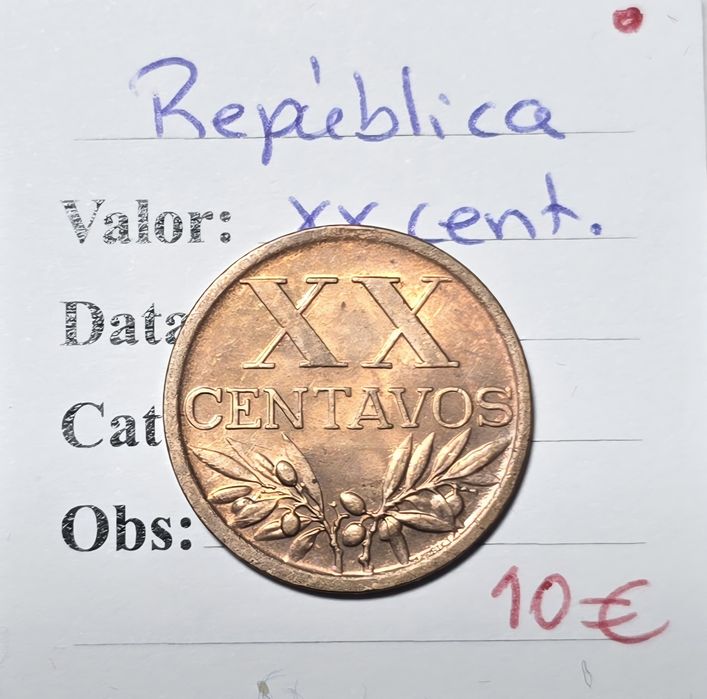 República
Valor: xx cent.
Data
XX
CENTAVOS
Cat
Obs:
10€